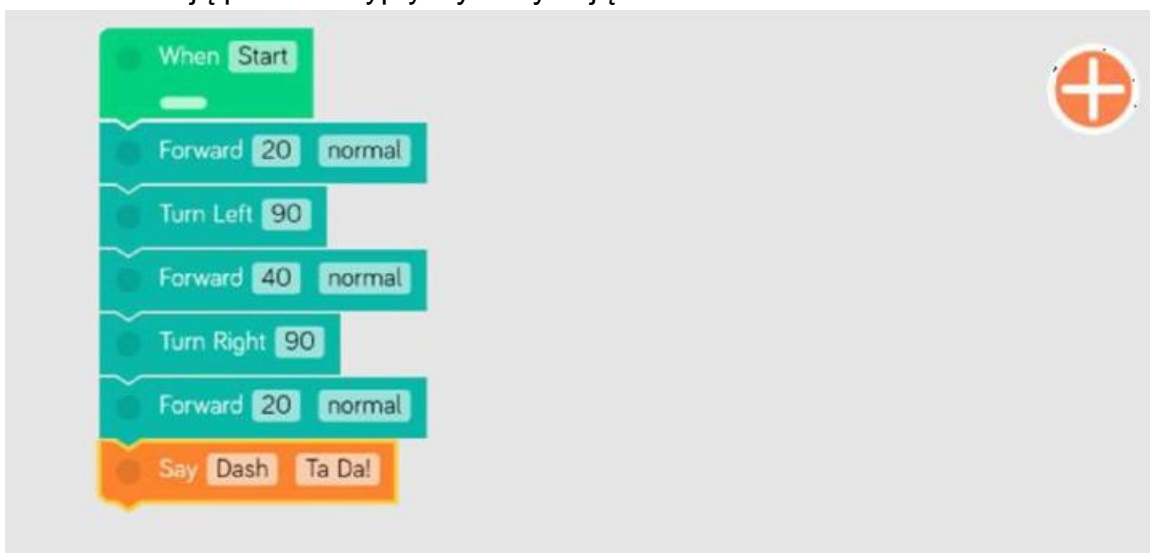 When Start
Forward 20 normal
Turn Left 90
Forward 40 normal
Turn Right 90
Forward 20 normal
Say Dash Ta Da!